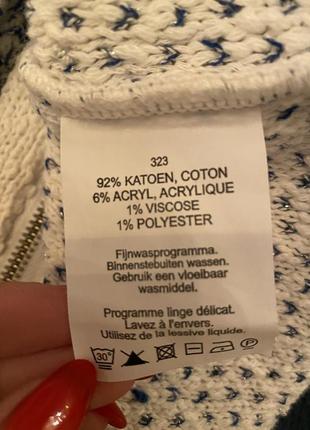 323
92% KATOEN, COTON
6% ACRYL, ACRYLIQUE
1% VISCOSE
1% POLYESTER
Fijnwasprogramma.
Binnenstebuiten wassen.
Gebruik een vloeibaar
wasmiddel.
Programme linge délicat.
Lavez à l'envers.
Utilisez de la lessive liquide.
30°